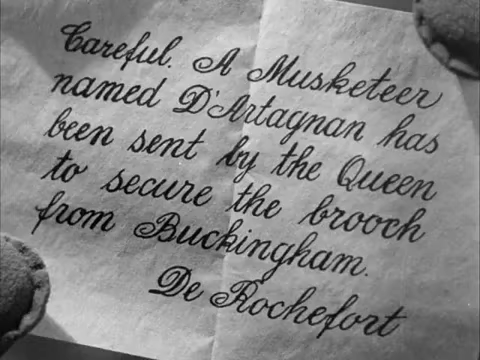 Careful. A Musketeer
named D'Artagnan has
been sent by the Queen
to secure the brooch
from Buckingham.
De Rochefort